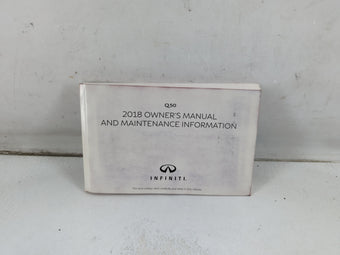 Q50
2018 OWNER'S MANUAL
AND MAINTENANCE INFORMATION
INFINITI